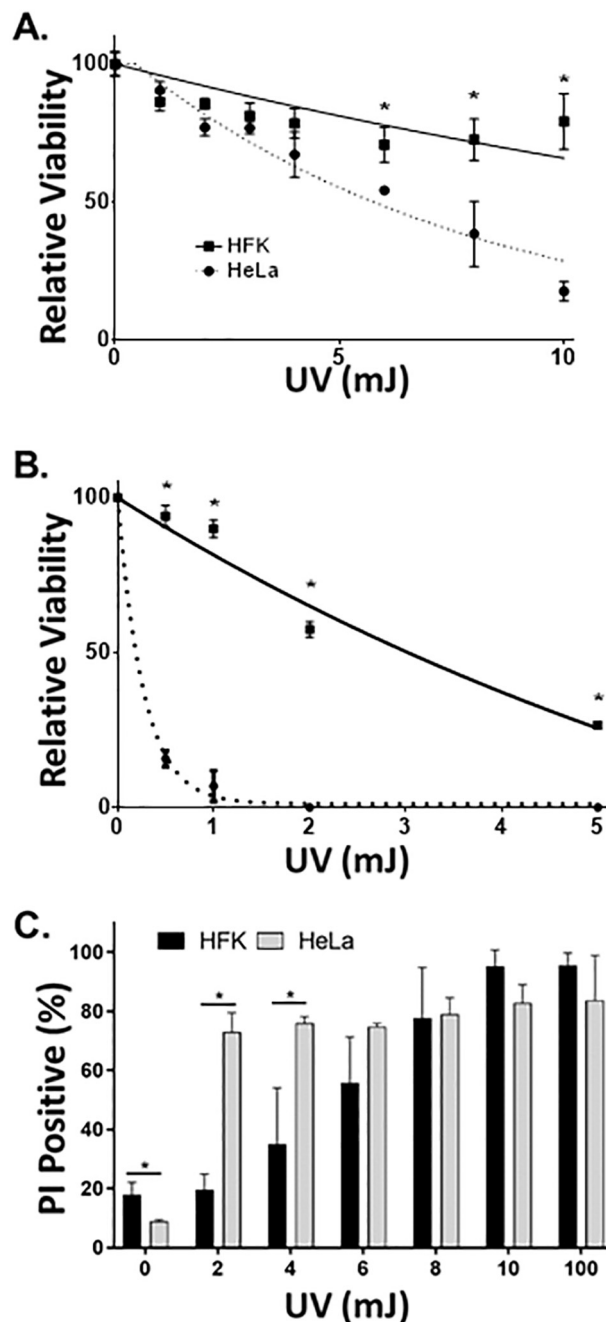 A.
Relative Viability
100
50
0
HFK
HeLa
* * *
0 5 10
UV (mJ)
B.
Relative Viability
100
50
0
* * * *
0 1 2 3 4 5
UV (mJ)
C.
HFK HeLa
PI Positive (%)
100
80
60
40
20
0
* * *
0 2 4 6 8 10 100
UV (mJ)